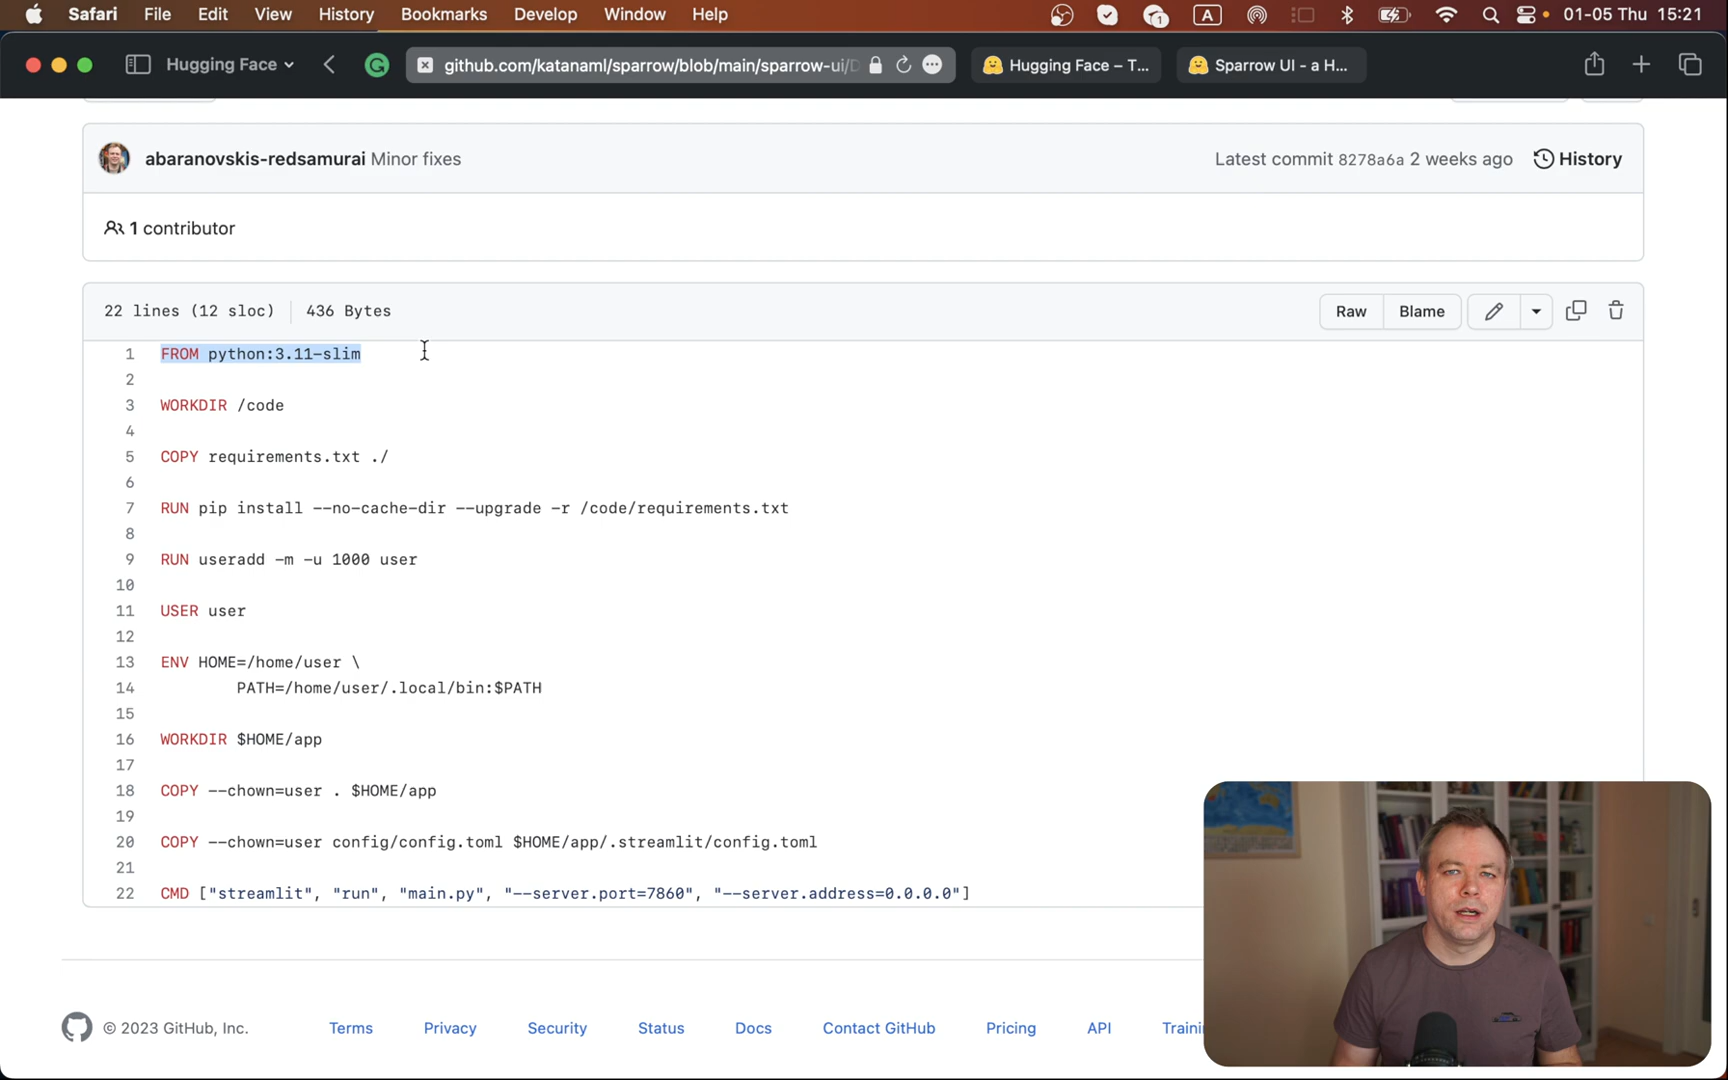 Safari File Edit View History Bookmarks Develop Window Help 1 A 01-05 Thu 15:21
Hugging Face github.com/katanaml/sparrow/blob/main/sparrow-ui/D Hugging Face – T... Sparrow UI - a H...
abaranovskis-redsamurai Minor fixes Latest commit 8278a6a 2 weeks ago History
1 contributor
22 lines (12 sloc) 436 Bytes Raw Blame
1 FROM python:3.11-slim
2
3 WORKDIR /code
4
5 COPY requirements.txt ./
6
7 RUN pip install --no-cache-dir --upgrade -r /code/requirements.txt
8
9 RUN useradd -m -u 1000 user
10
11 USER user
12
13 ENV HOME=/home/user \
14 PATH=/home/user/.local/bin:$PATH
15
16 WORKDIR $HOME/app
17
18 COPY --chown=user . $HOME/app
19
20 COPY --chown=user config/config.toml $HOME/app/.streamlit/config.toml
21
22 CMD ["streamlit", "run", "main.py", "--server.port=7860", "--server.address=0.0.0.0"]
© 2023 GitHub, Inc. Terms Privacy Security Status Docs Contact GitHub Pricing API Traini